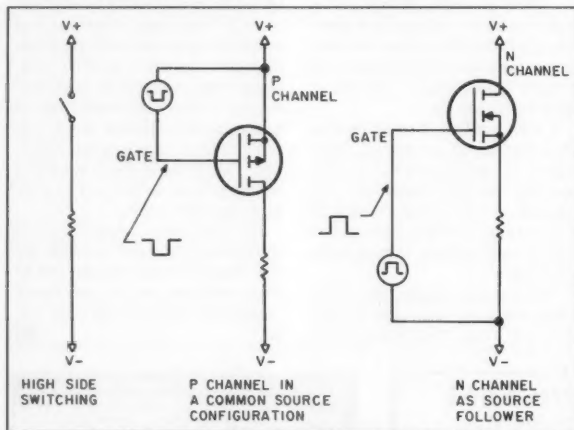 V+
V+
V+
N
CHANNEL
P
CHANNEL
GATE
GATE
V-
V-
V-
HIGH SIDE
SWITCHING
P CHANNEL IN
A COMMON SOURCE
CONFIGURATION
N CHANNEL
AS SOURCE
FOLLOWER